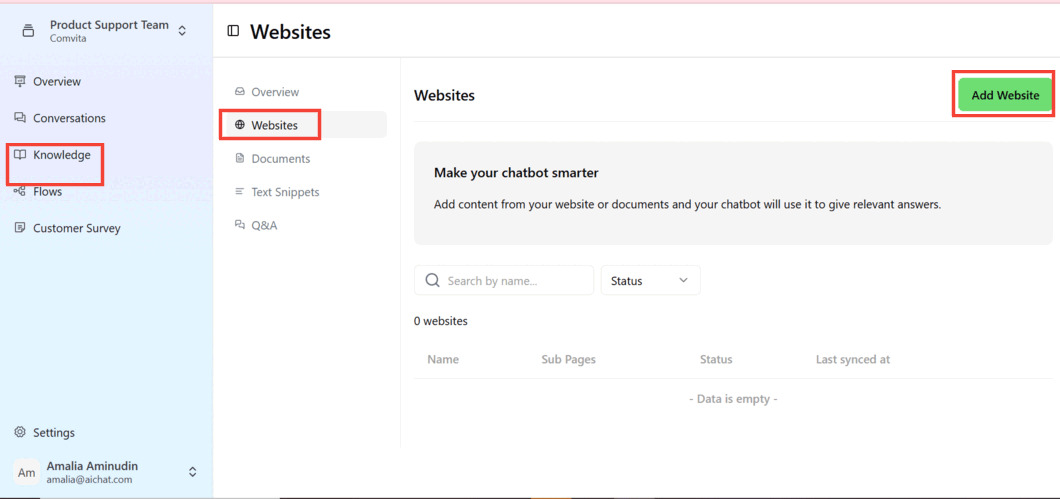 Product Support Team
Comvita
Overview
Conversations
Knowledge
Flows
Customer Survey
Settings
Am
Amalia Aminudin
amalia@aichat.com
Websites
Overview
Websites
Documents
Text Snippets
Q&A
Websites
Add Website
Make your chatbot smarter
Add content from your website or documents and your chatbot will use it to give relevant answers.
Search by name...
Status
0 websites
Name Sub Pages Status Last synced at
- Data is empty -